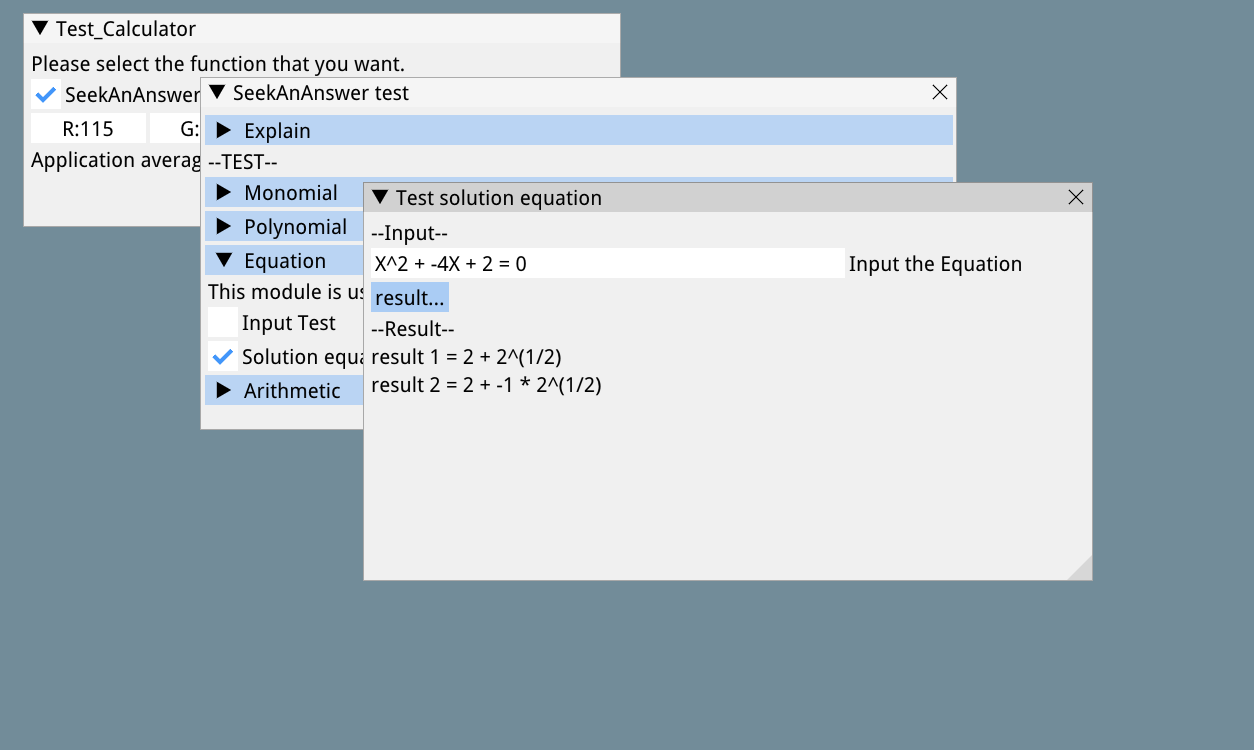 Test_Calculator
Please select the function that you want.
SeekAnAnswer
R:115
G:
Application averag
SeekAnAnswer test
Explain
--TEST--
Monomial
Polynomial
Equation
This module is us
Input Test
Solution equa
Arithmetic
Test solution equation
--Input--
X^2 + -4X + 2 = 0 Input the Equation
result...
--Result--
result 1 = 2 + 2^(1/2)
result 2 = 2 + -1 * 2^(1/2)